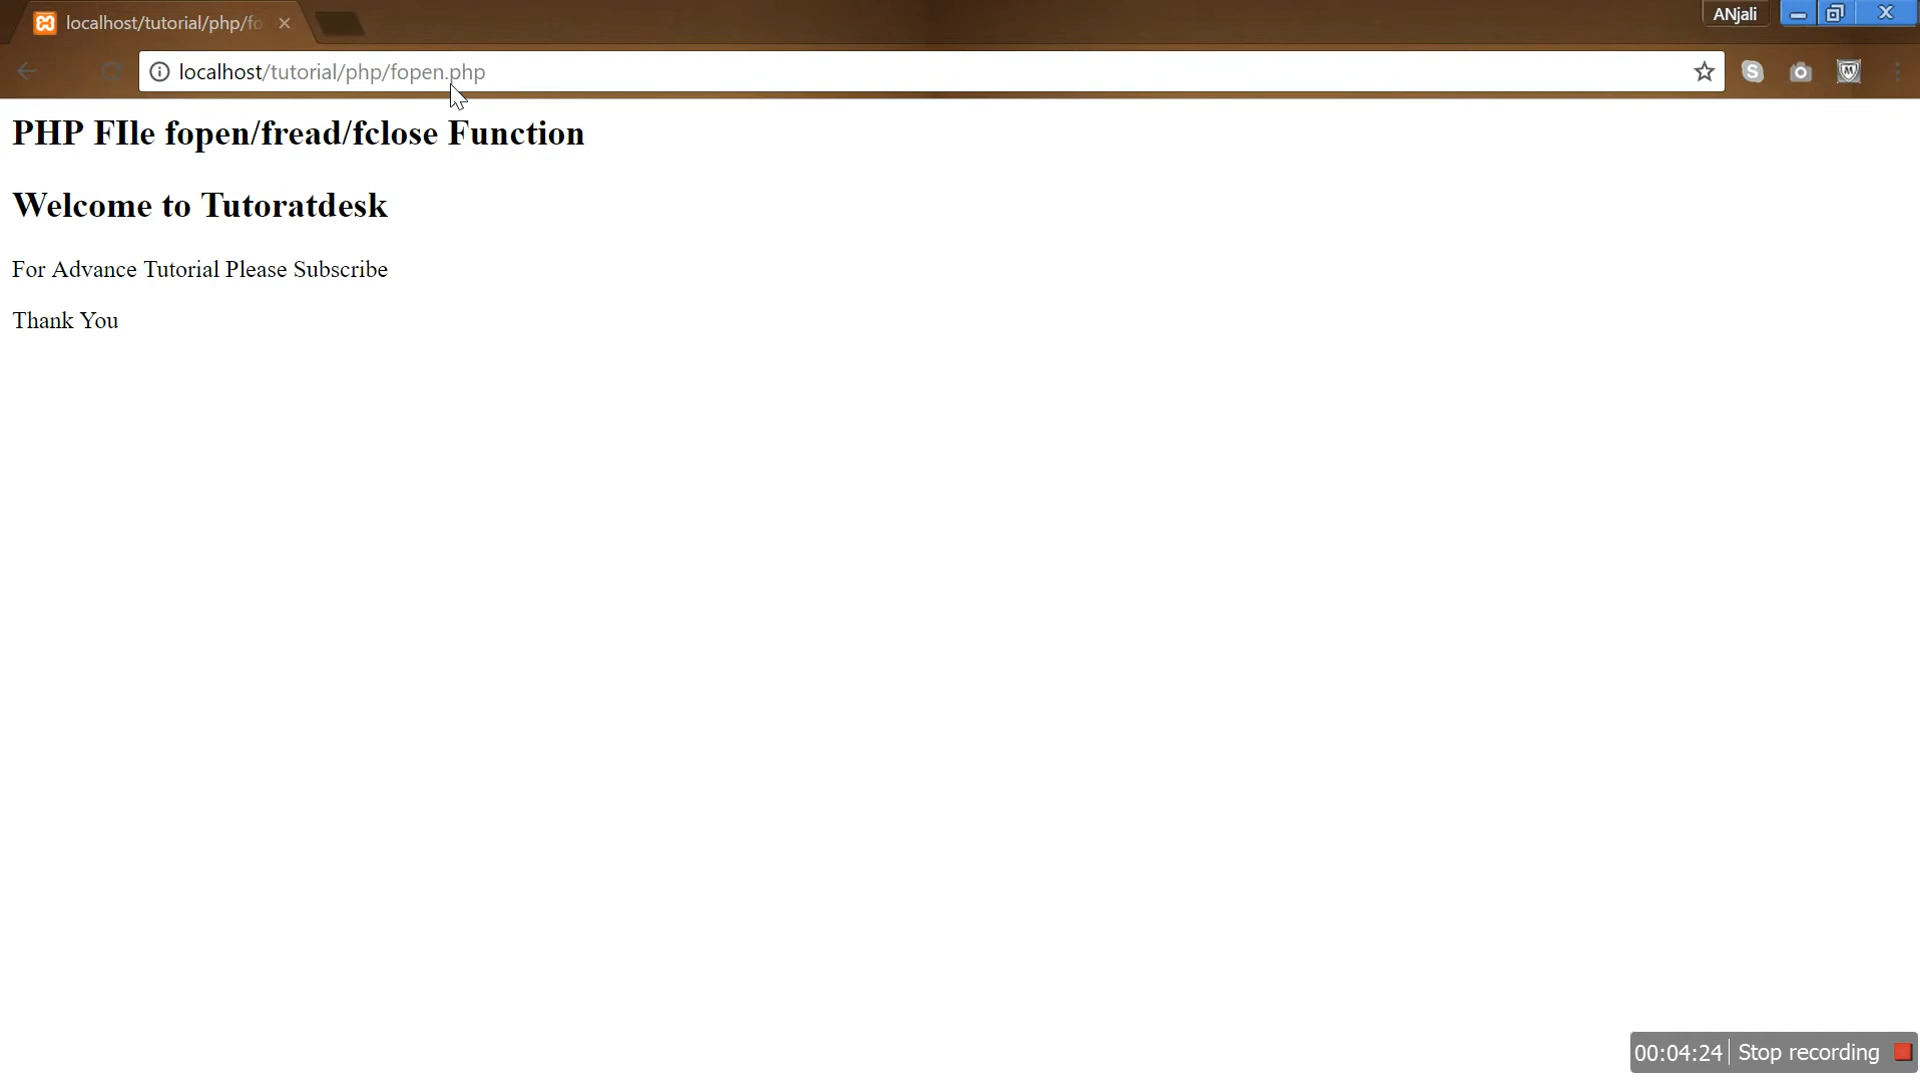 localhost/tutorial/php/fo
ANjali
localhost/tutorial/php/fopen.php
PHP FIle fopen/fread/fclose Function
Welcome to Tutoratdesk
For Advance Tutorial Please Subscribe
Thank You
00:04:24 Stop recording